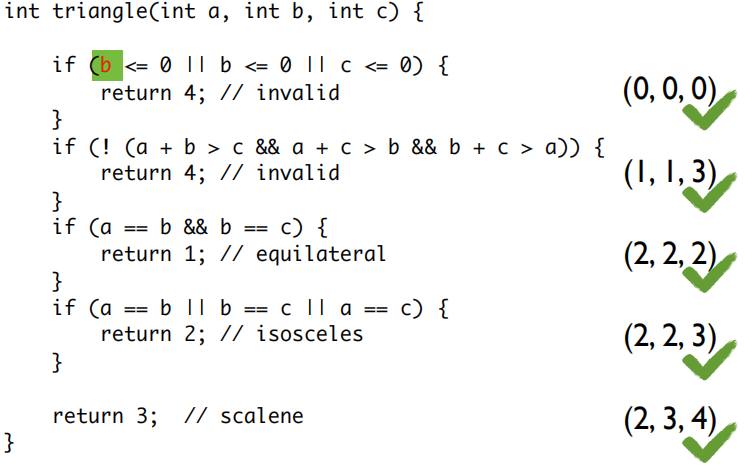 int triangle(int a, int b, int c) {
if (b <= 0 || b <= 0 || c <= 0) {
return 4; // invalid
(0, 0, 0)
}
if (! (a + b > c && a + c > b && b + c > a)) {
return 4; // invalid
(1, 1, 3)
}
if (a == b && b == c) {
return 1; // equilateral
(2, 2, 2)
}
if (a == b || b == c || a == c) {
return 2; // isosceles
(2, 2, 3)
}
return 3;  // scalene
(2, 3, 4)
}